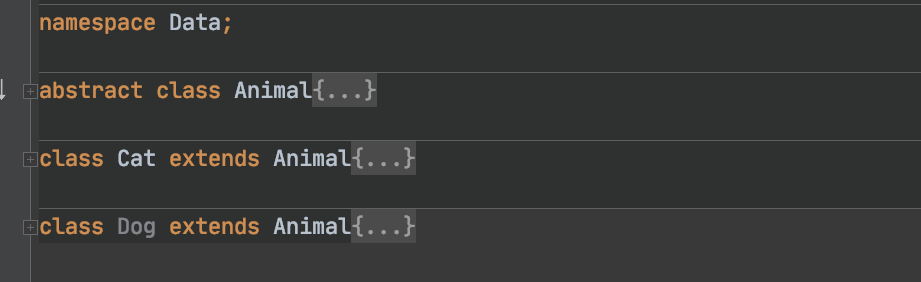 namespace Data;
abstract class Animal{...}
class Cat extends Animal{...}
class Dog extends Animal{...}